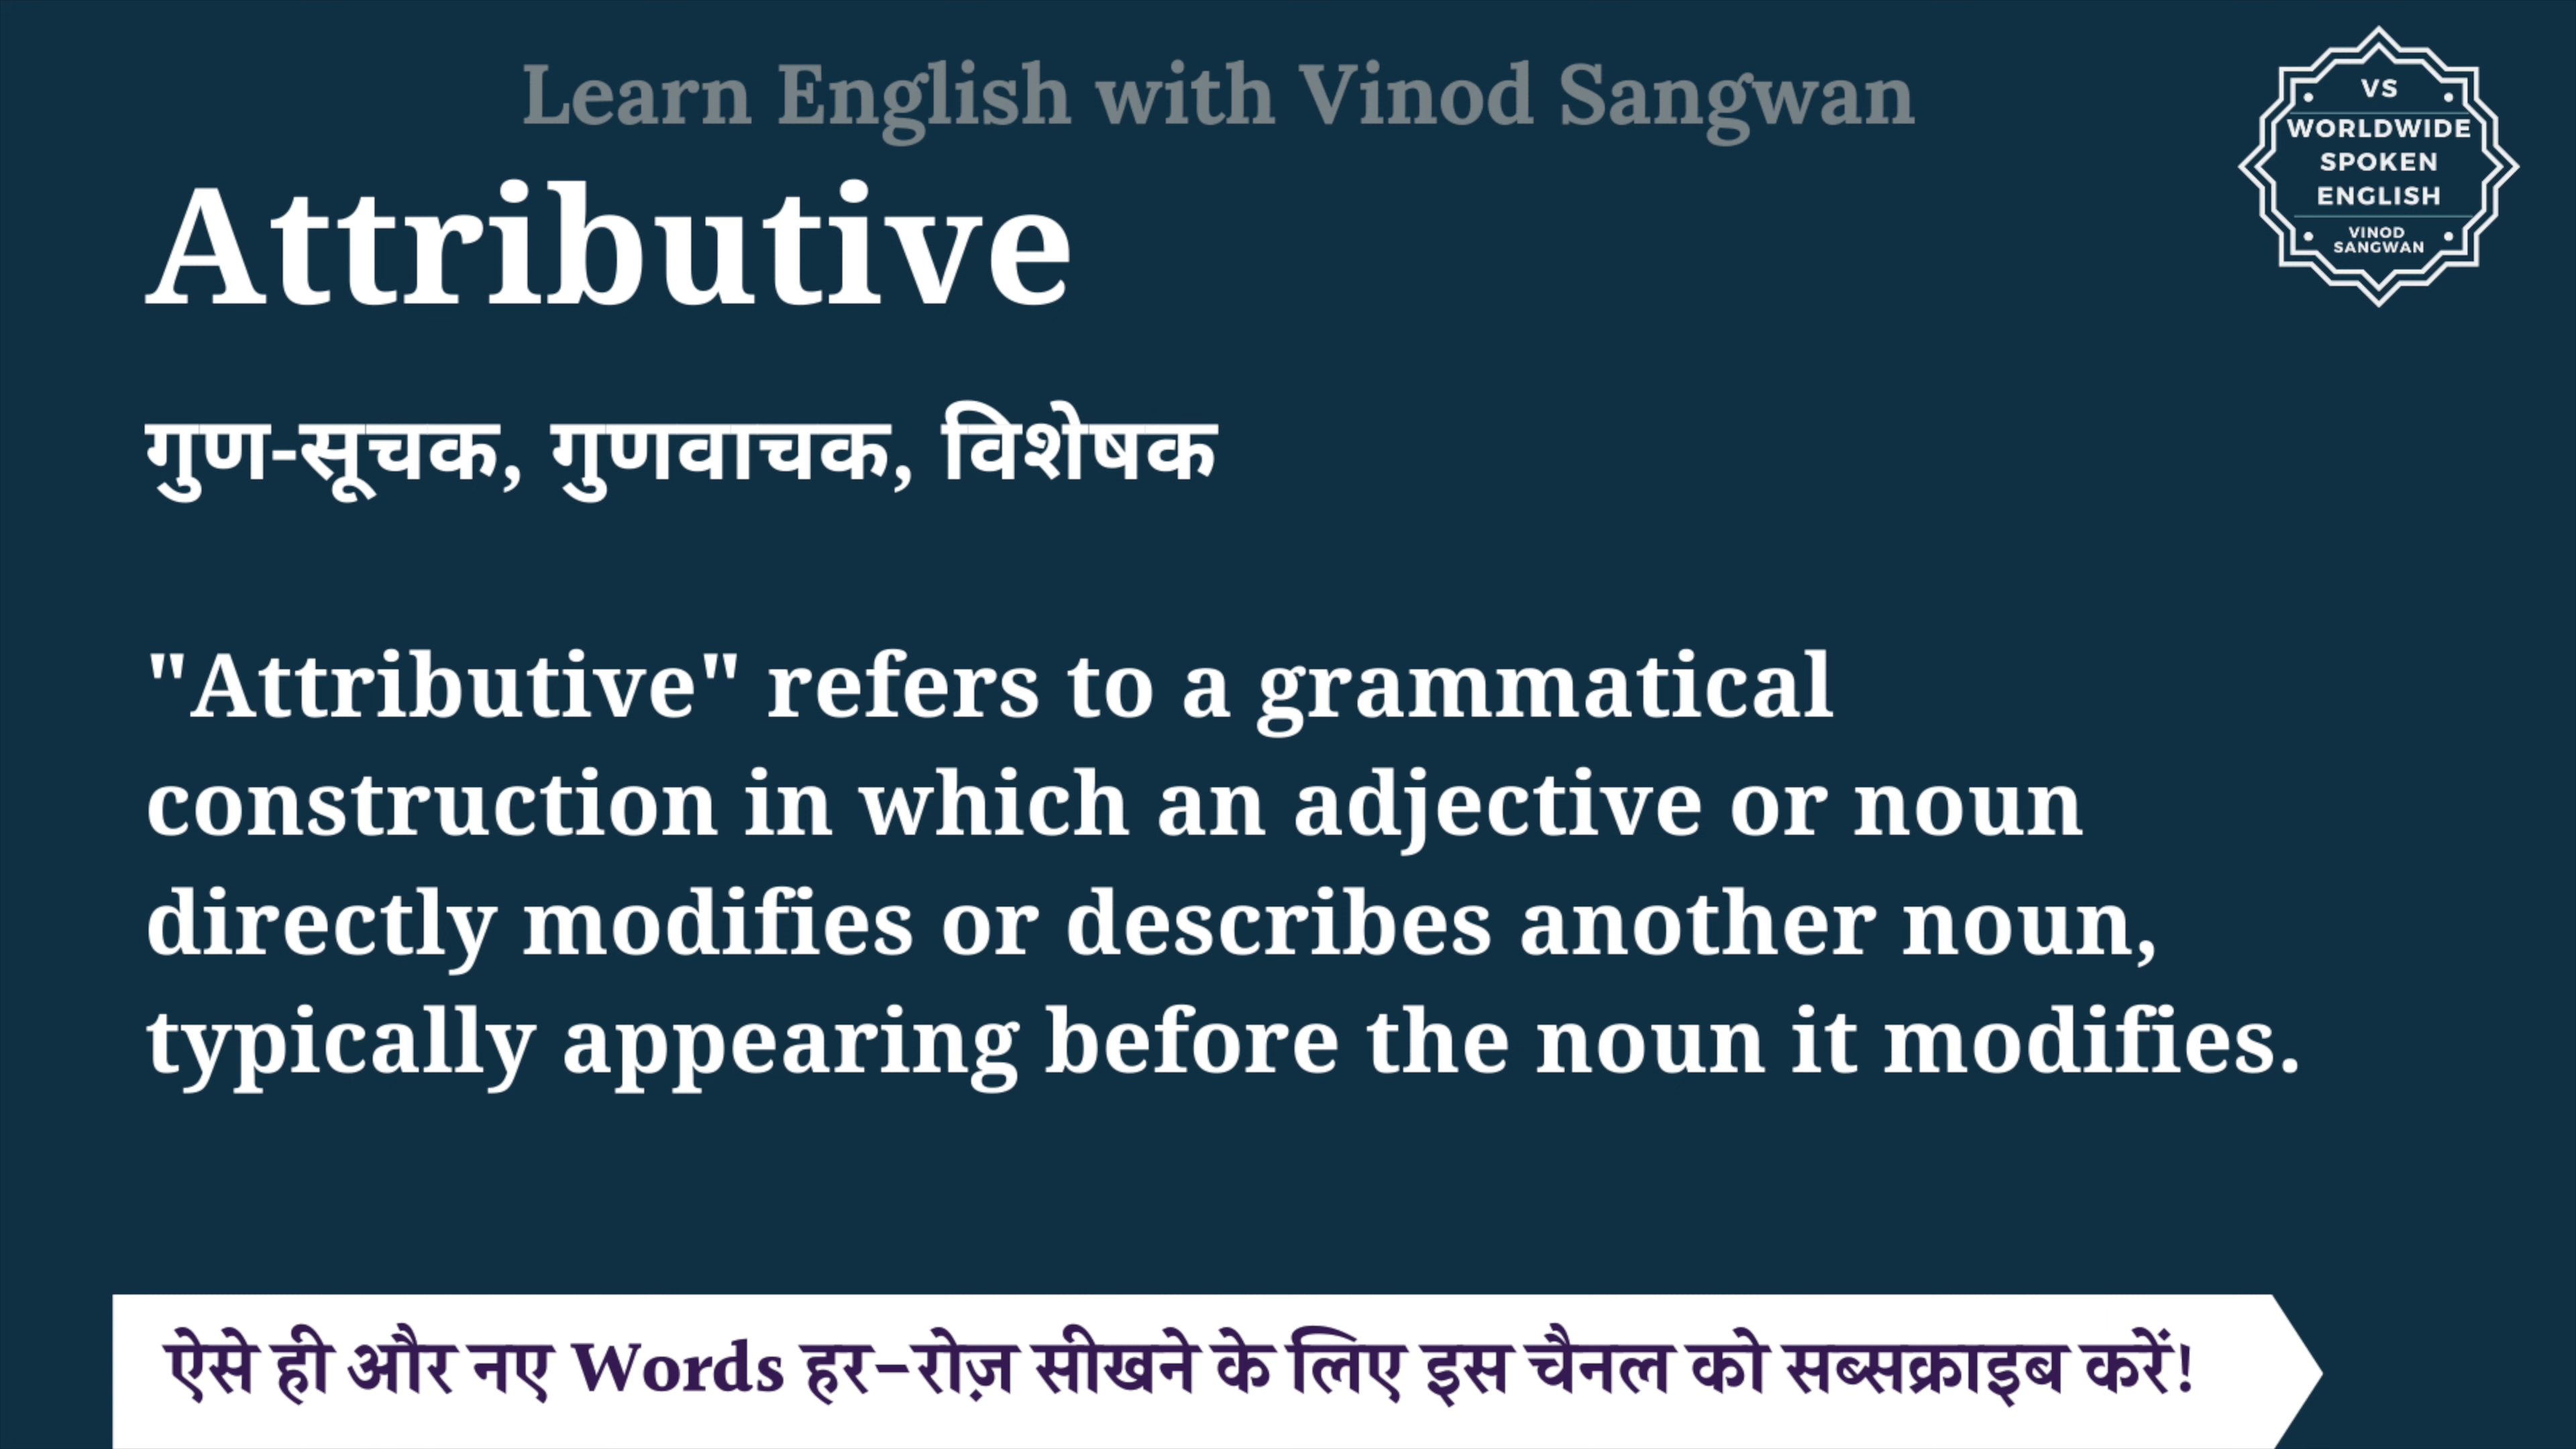 Learn English with Vinod Sangwan
VS
WORLDWIDE
SPOKEN
ENGLISH
VINOD
SANGWAN
Attributive
गुण-सूचक, गुणवाचक, विशेषक
"Attributive" refers to a grammatical
construction in which an adjective or noun
directly modifies or describes another noun,
typically appearing before the noun it modifies.
ऐसे ही और नए Words हर-रोज़ सीखने के लिए इस चैनल को सब्सक्राइब करें!